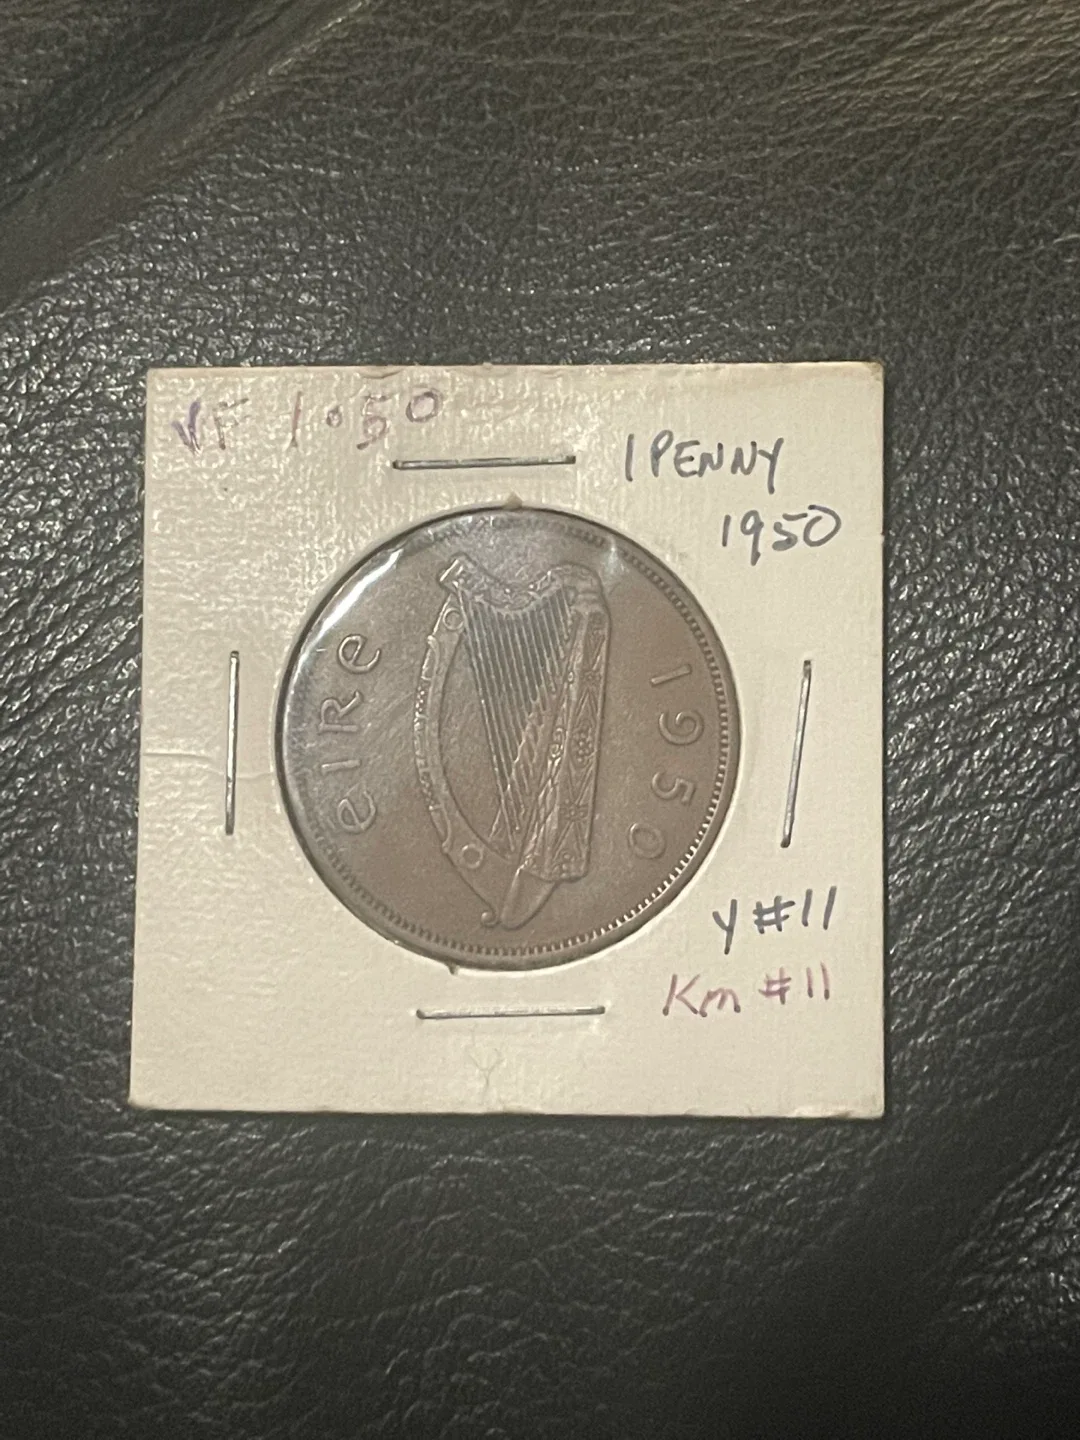 VF 1.50
1 PENNY
1950
éIRe
1950
Y #11
Km #11